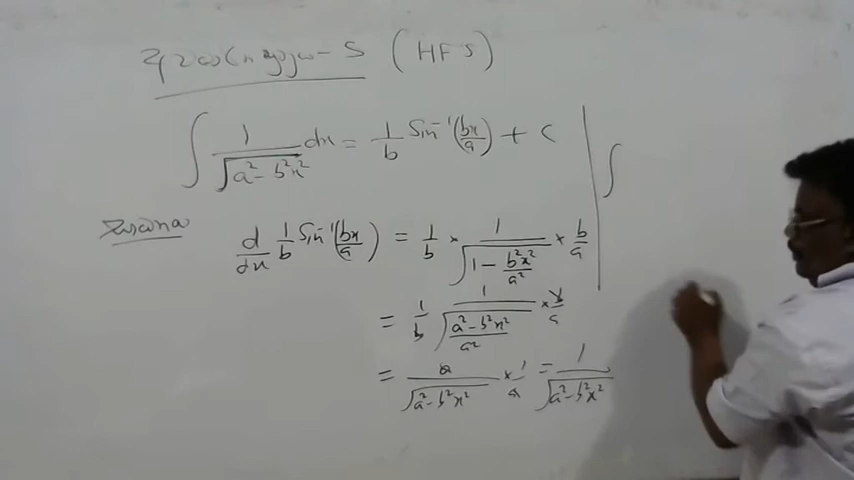 (HFS)
∫ 1/√(a² - b²x²) dx = 1/b Sin⁻¹(bx/a) + c
∫
d/dx 1/b Sin⁻¹(bx/a) = 1/b × 1/√(1 - b²x²/a²) × b/a
= 1/b 1/√((a² - b²x²)/a²) × b/a
= a/√(a² - b²x²) × 1/a = 1/√(a² - b²x²)